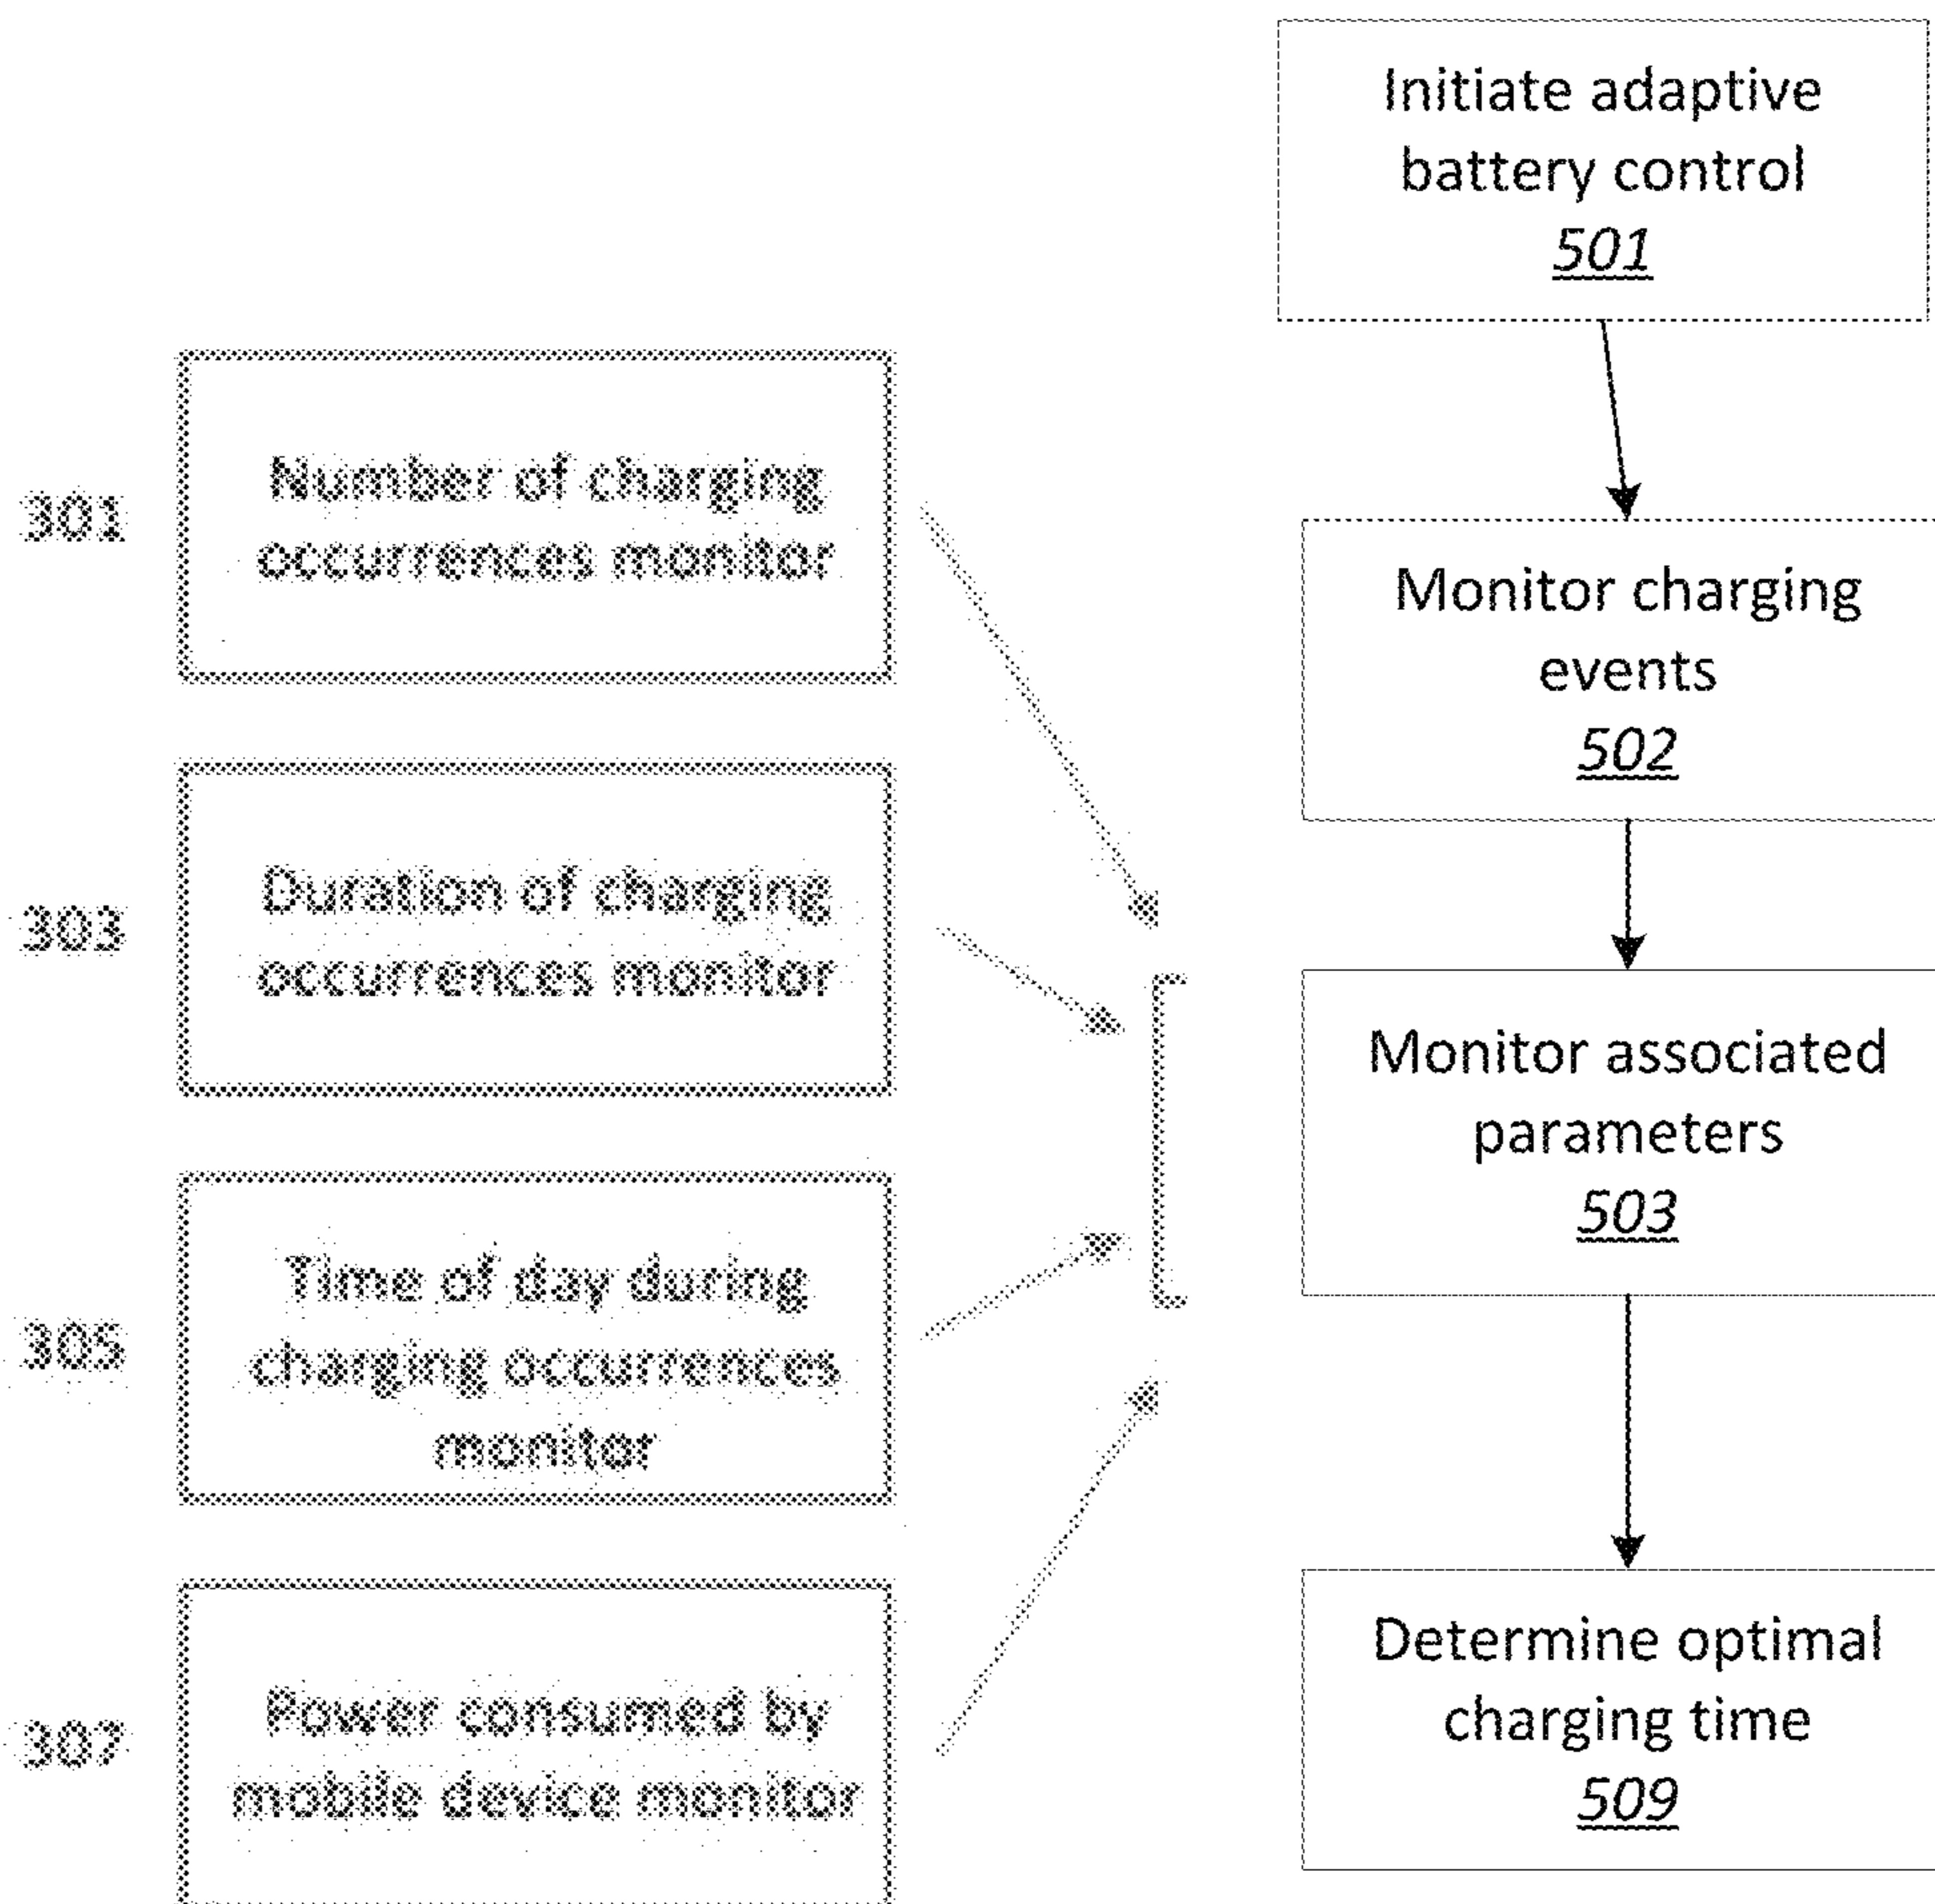 Initiate adaptive
battery control
501
301
Number of charging
occurrences monitor
Monitor charging
events
502
303
Duration of charging
occurrences monitor
Monitor associated
parameters
503
305
Time of day during
charging occurrences
monitor
307
Power consumed by
mobile device monitor
Determine optimal
charging time
509